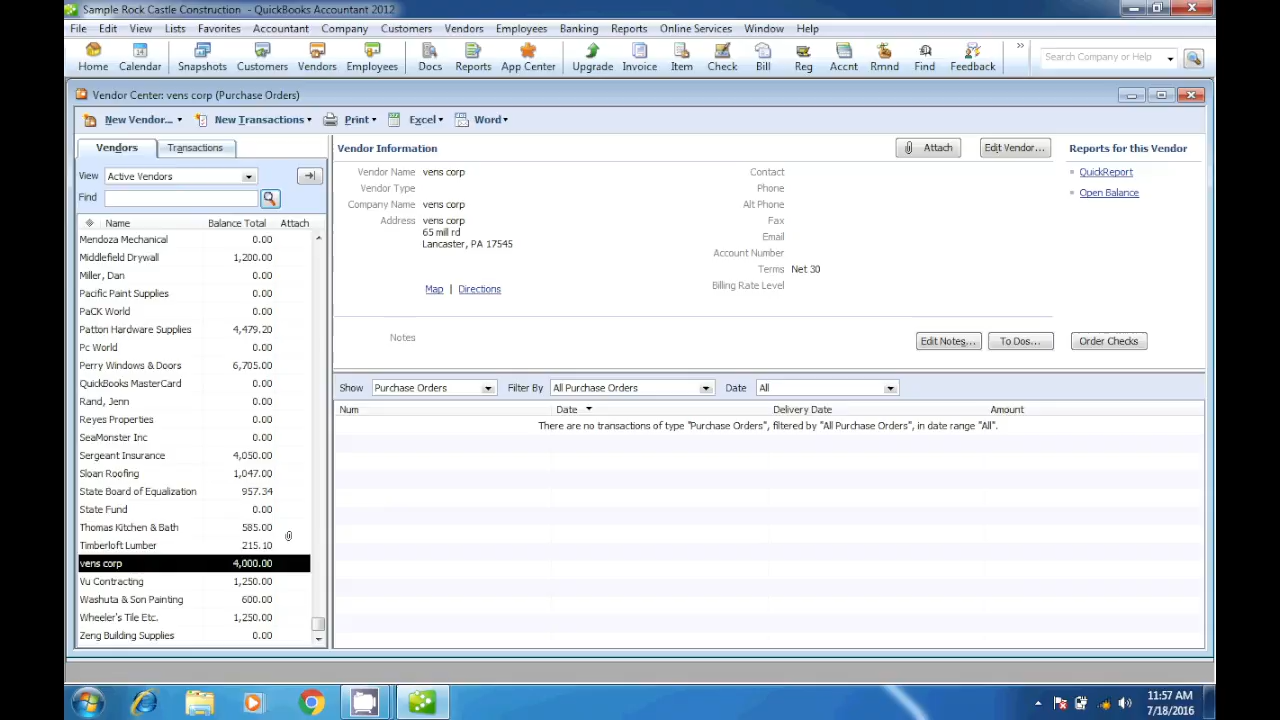 Sample Rock Castle Construction - QuickBooks Accountant 2012
File Edit View Lists Favorites Accountant Company Customers Vendors Employees Banking Reports Online Services Window Help
Home Calendar Snapshots Customers Vendors Employees Docs Reports App Center Upgrade Invoice Item Check Bill Reg Accnt Rmnd Find Feedback » Search Company or Help
Vendor Center: vens corp (Purchase Orders)
New Vendor... New Transactions Print Excel Word
Vendors Transactions
View Active Vendors
Find
Name Balance Total Attach
Mendoza Mechanical 0.00
Middlefield Drywall 1,200.00
Miller, Dan 0.00
Pacific Paint Supplies 0.00
PaCK World 0.00
Patton Hardware Supplies 4,479.20
Pc World 0.00
Perry Windows & Doors 6,705.00
QuickBooks MasterCard 0.00
Rand, Jenn 0.00
Reyes Properties 0.00
SeaMonster Inc 0.00
Sergeant Insurance 4,050.00
Sloan Roofing 1,047.00
State Board of Equalization 957.34
State Fund 0.00
Thomas Kitchen & Bath 585.00
Timberloft Lumber 215.10
vens corp 4,000.00
Vu Contracting 1,250.00
Washuta & Son Painting 600.00
Wheeler's Tile Etc. 1,250.00
Zeng Building Supplies 0.00
Vendor Information Attach Edit Vendor... Reports for this Vendor
Vendor Name vens corp
Vendor Type
Company Name vens corp
Address vens corp
65 mill rd
Lancaster, PA 17545
Map | Directions
Contact
Phone
Alt Phone
Fax
Email
Account Number
Terms Net 30
Billing Rate Level
QuickReport
Open Balance
Notes Edit Notes... To Dos... Order Checks
Show Purchase Orders Filter By All Purchase Orders Date All
Num Date Delivery Date Amount
There are no transactions of type "Purchase Orders", filtered by "All Purchase Orders", in date range "All".
11:57 AM
7/18/2016